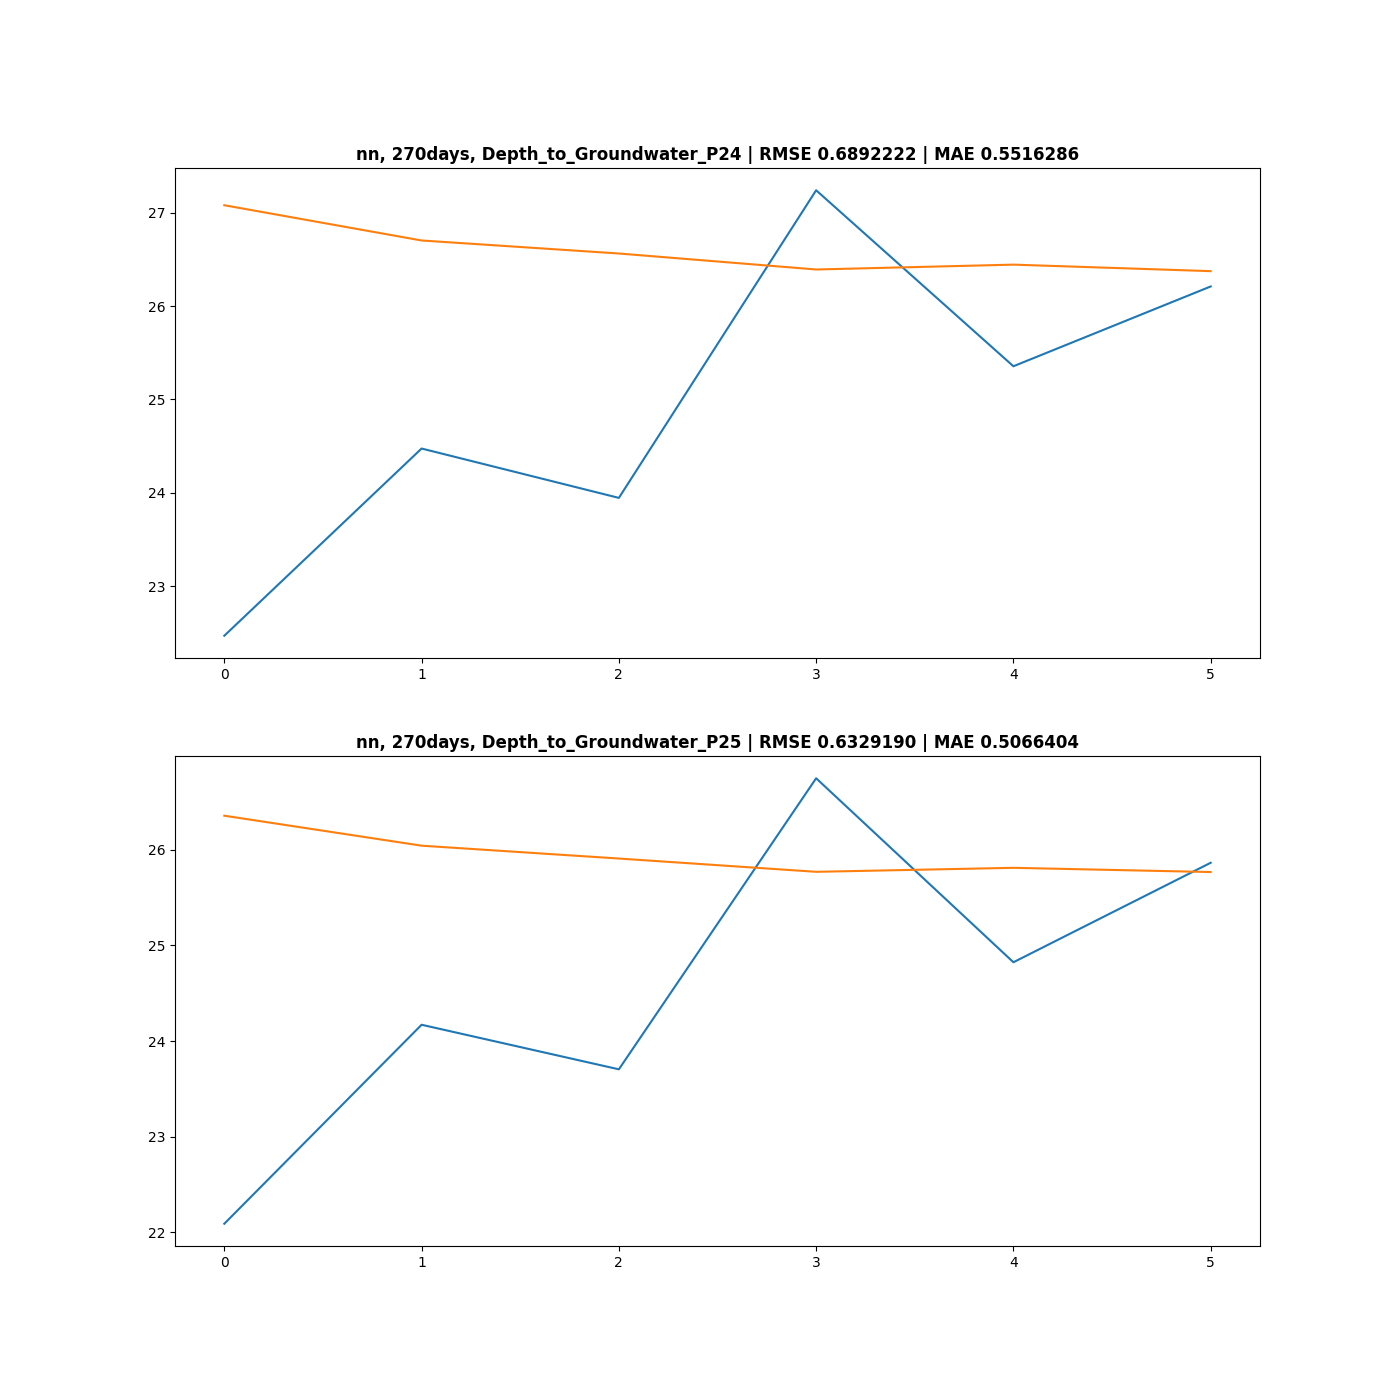 nn, 270days, Depth_to_Groundwater_P24 | RMSE 0.6892222 | MAE 0.5516286
27
26
25
24
23
0 1 2 3 4 5
nn, 270days, Depth_to_Groundwater_P25 | RMSE 0.6329190 | MAE 0.5066404
26
25
24
23
22
0 1 2 3 4 5